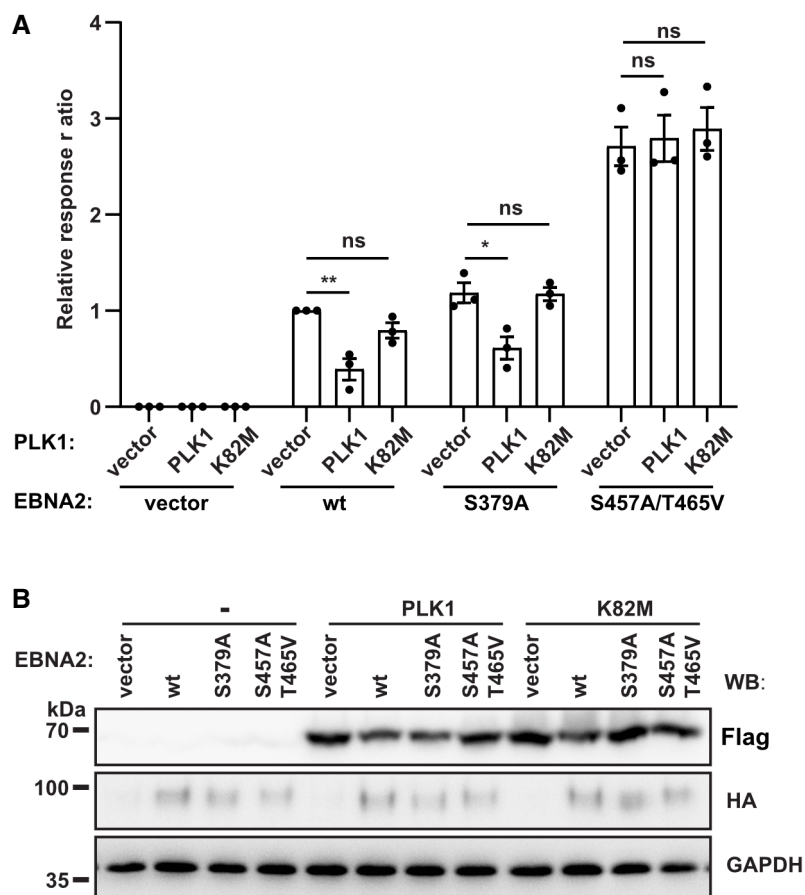 A
Relative response r atio
4
3
2
1
0
ns
**
ns
*
ns
ns
PLK1: vector PLK1 K82M vector PLK1 K82M vector PLK1 K82M vector PLK1 K82M
EBNA2: vector wt S379A S457A/T465V
B
- PLK1 K82M
EBNA2: vector wt S379A S457A T465V vector wt S379A S457A T465V vector wt S379A S457A T465V WB:
kDa
70 Flag
100 HA
35 GAPDH